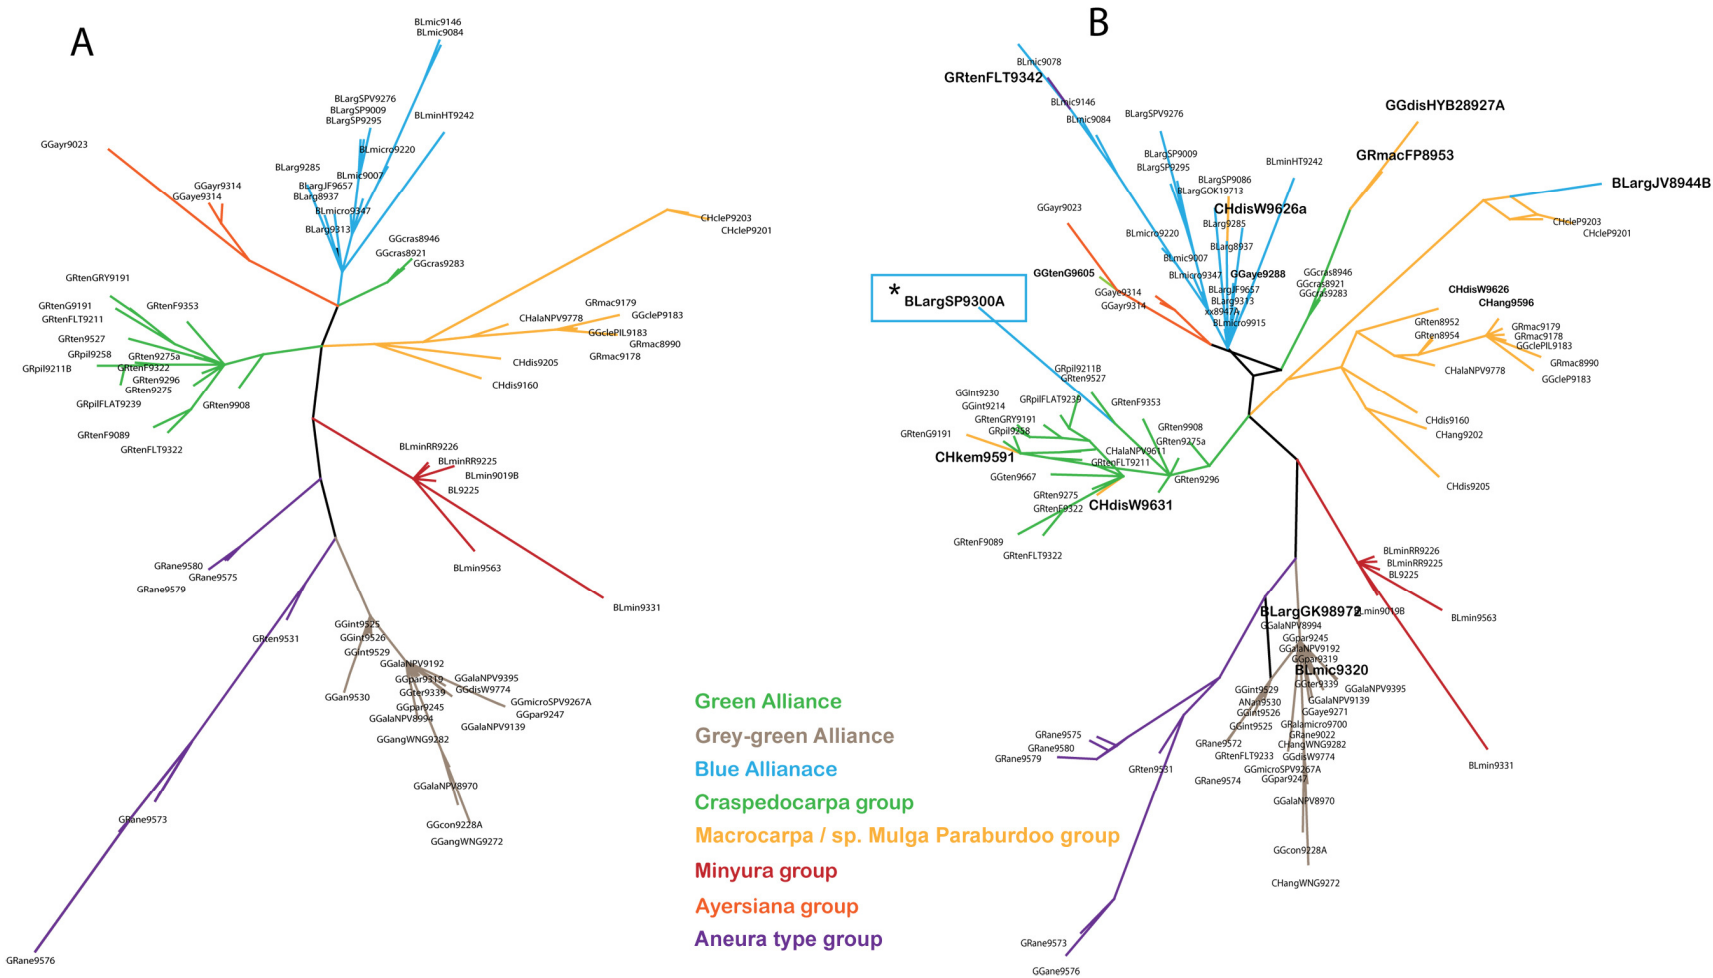 A
BLmic9146
BLmic9084
BLargSPV9276
BLargSP9009
BLargSP9295
BLminHT9242
GGayr9023
BLmicro9220
BLarg9285
BLmic9007
GGayr9314
GGaye9314
BLargJF9657
BLarg8937
BLmicro9347
BLarg9313
CHcleP9203
CHcleP9201
GGcras8946
GGcras8921
GGcras9283
GRtenGRY9191
GRtenG9191
GRtenF9353
GRtenFLT9211
GRmac9179
GGcleP9183
CHalaNPV9778
GGclePIL9183
GRmac8990
GRmac9178
GRten9527
GRpil9258
GRten9275a
GRpil9211B
GRtenF9322
GRten9296
GRten9275
CHdis9205
CHdis9160
GRpilFLAT9239
GRten9908
GRtenF9089
GRtenFLT9322
BLminRR9226
BLminRR9225
BLmin9019B
BL9225
BLmin9563
BLmin9331
GRane9580
GRane9575
GRane9579
GRten9531
GGint9525
GGint9526
GGint9529
GGalaNPV9192
GGpar9319
GGalaNPV9395
GGdisW9774
GGan9530
GGter9339
GGmicroSPV9267A
GGpar9245
GGpar9247
GGalaNPV8994
GGalaNPV9139
GGangWNG9282
GGalaNPV8970
GRane9573
GGcon9228A
GGangWNG9272
GRane9576
Green Alliance
Grey-green Alliance
Blue Allianace
Craspedocarpa group
Macrocarpa / sp. Mulga Paraburdoo group
Minyura group
Ayersiana group
Aneura type group
B
BLmic9078
GRtenFLT9342
BLmic9146
BLmic9084
BLargSPV9276
GGdisHYB28927A
GRmacFP8953
BLargSP9009
BLargSP9295
BLminHT9242
BLargSP9086
BLargGOK19713
BLargJV8944B
GGayr9023
CHdisW9626a
BLarg9285
CHcleP9203
CHcleP9201
BLmicro9220
BLarg8937
BLmic9007
GGtenG9605
BLmicro9347
GGaye9288
GGcras8946
GGcras8921
GGcras9283
GGaye9314
GGayr9314
BLargJF9657
BLarg9313
xx8947A
BLmicro9915
* BLargSP9300A
CHdisW9626
CHang9596
GRten8952
GRten8954
GRmac9179
GRmac9178
GGclePIL9183
GRmac8990
CHalaNPV9778
GGcleP9183
GRpil9211B
GRten9527
GGint9230
GGint9214
GRpilFLAT9239
GRtenF9353
GRtenGRY9191
GRpil9258
GRtenG9191
GRten9908
GRten9275a
CHkem9591
CHalaNPV9611
GRtenFLT9211
GGten9667
GRten9296
GRten9275
GRtenF9322
CHdisW9631
GRtenF9089
GRtenFLT9322
CHdis9160
CHang9202
CHdis9205
BLminRR9226
BLminRR9225
BL9225
BLmin9563
BLmin9331
GGalaNPV8994
GGpar9245
GGalaNPV9192
GGpar9319
BLmic9320
GGter9339
GGalaNPV9395
GGint9529
ANan9530
GGint9526
GGint9525
GGalaNPV9139
GGaye9271
GRalamicro9700
GRane9022
CHangWNG9282
GRane9572
GRtenFLT9233
GGdisW9774
GGmicroSPV9267A
GRane9574
GGpar9247
GGalaNPV8970
GGcon9228A
CHangWNG9272
GRane9575
GRane9580
GRane9579
GRten9531
GRane9573
GGane9576